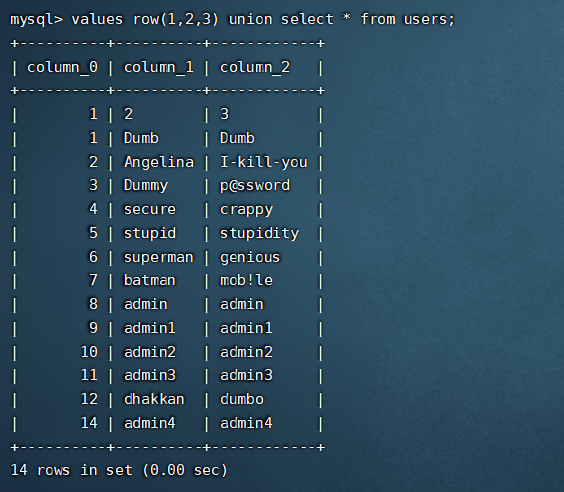 mysql> values row(1,2,3) union select * from users;
+----------+----------+------------+
| column_0 | column_1 | column_2   |
+----------+----------+------------+
|        1 | 2        | 3          |
|        1 | Dumb     | Dumb       |
|        2 | Angelina | I-kill-you |
|        3 | Dummy    | p@ssword   |
|        4 | secure   | crappy     |
|        5 | stupid   | stupidity  |
|        6 | superman | genious    |
|        7 | batman   | mob!le     |
|        8 | admin    | admin      |
|        9 | admin1   | admin1     |
|       10 | admin2   | admin2     |
|       11 | admin3   | admin3     |
|       12 | dhakkan  | dumbo      |
|       14 | admin4   | admin4     |
+----------+----------+------------+
14 rows in set (0.00 sec)